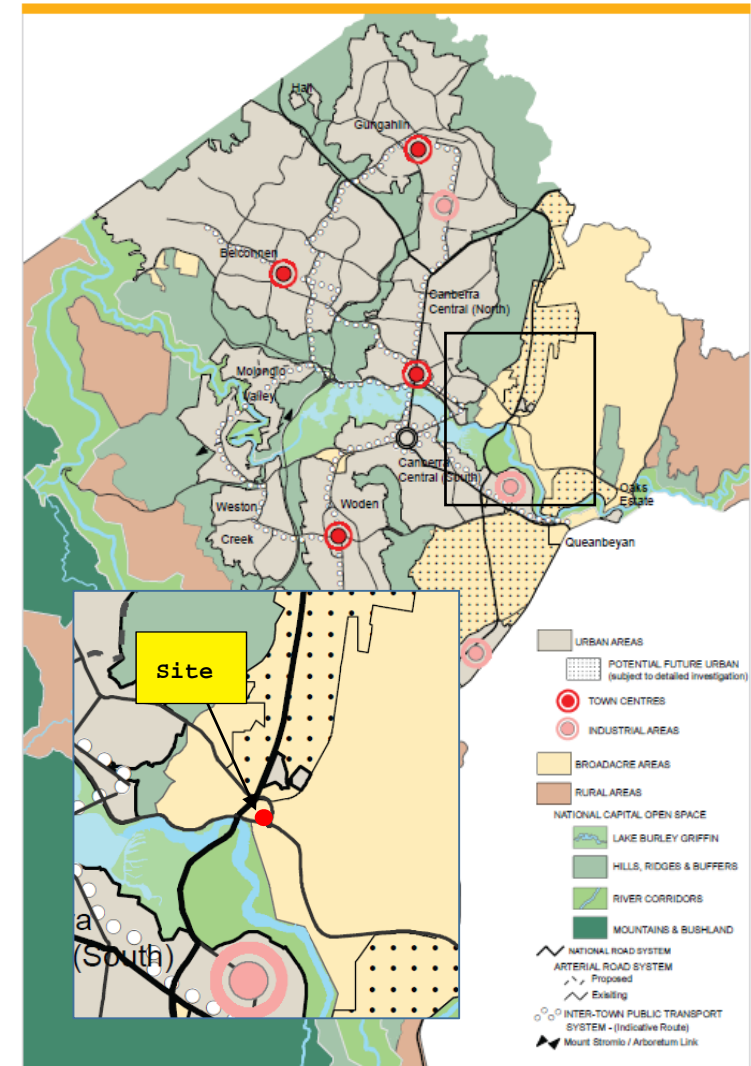 Hall
Gungahlin
Belconnen
Canberra
Central (North)
Molonglo
Valley
Canberra
Central (South)
Weston
Creek
Woden
Oaks
Estate
Queanbeyan
Site
a
(South)
URBAN AREAS
POTENTIAL FUTURE URBAN
(subject to detailed investigation)
TOWN CENTRES
INDUSTRIAL AREAS
BROADACRE AREAS
RURAL AREAS
NATIONAL CAPITAL OPEN SPACE
LAKE BURLEY GRIFFIN
HILLS, RIDGES & BUFFERS
RIVER CORRIDORS
MOUNTAINS & BUSHLAND
NATIONAL ROAD SYSTEM
ARTERIAL ROAD SYSTEM
Proposed
Exisiting
INTER-TOWN PUBLIC TRANSPORT
SYSTEM - (Indicative Route)
Mount Stromlo / Arboretum Link